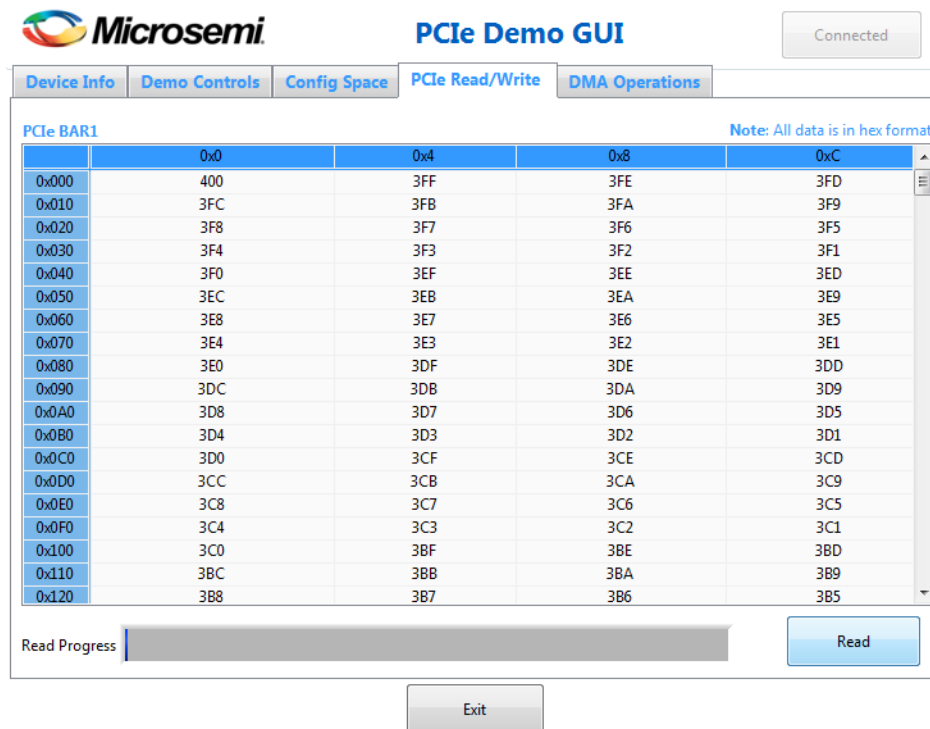 Microsemi.
PCIe Demo GUI
Connected
Device Info Demo Controls Config Space PCIe Read/Write DMA Operations
PCIe BAR1 Note: All data is in hex format
0x0 0x4 0x8 0xC
0x000 400 3FF 3FE 3FD
0x010 3FC 3FB 3FA 3F9
0x020 3F8 3F7 3F6 3F5
0x030 3F4 3F3 3F2 3F1
0x040 3F0 3EF 3EE 3ED
0x050 3EC 3EB 3EA 3E9
0x060 3E8 3E7 3E6 3E5
0x070 3E4 3E3 3E2 3E1
0x080 3E0 3DF 3DE 3DD
0x090 3DC 3DB 3DA 3D9
0x0A0 3D8 3D7 3D6 3D5
0x0B0 3D4 3D3 3D2 3D1
0x0C0 3D0 3CF 3CE 3CD
0x0D0 3CC 3CB 3CA 3C9
0x0E0 3C8 3C7 3C6 3C5
0x0F0 3C4 3C3 3C2 3C1
0x100 3C0 3BF 3BE 3BD
0x110 3BC 3BB 3BA 3B9
0x120 3B8 3B7 3B6 3B5
Read Progress Read
Exit